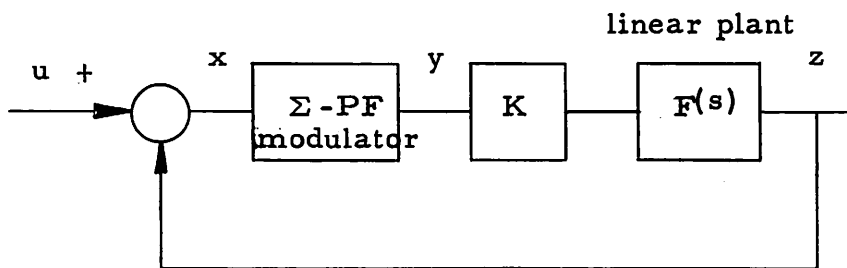 linear plant
u +
x
y
z
Σ -PF
modulator
K
F(s)